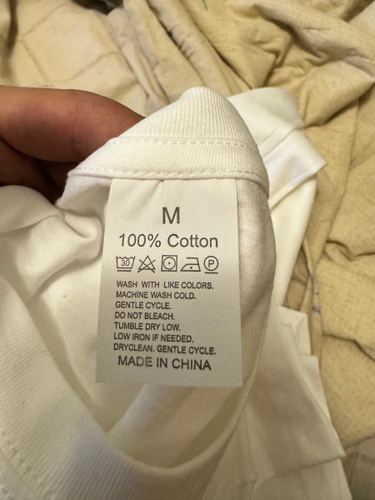 M
100% Cotton
30 P
WASH WITH LIKE COLORS.
MACHINE WASH COLD.
GENTLE CYCLE.
DO NOT BLEACH.
TUMBLE DRY LOW.
LOW IRON IF NEEDED.
DRYCLEAN. GENTLE CYCLE.
MADE IN CHINA